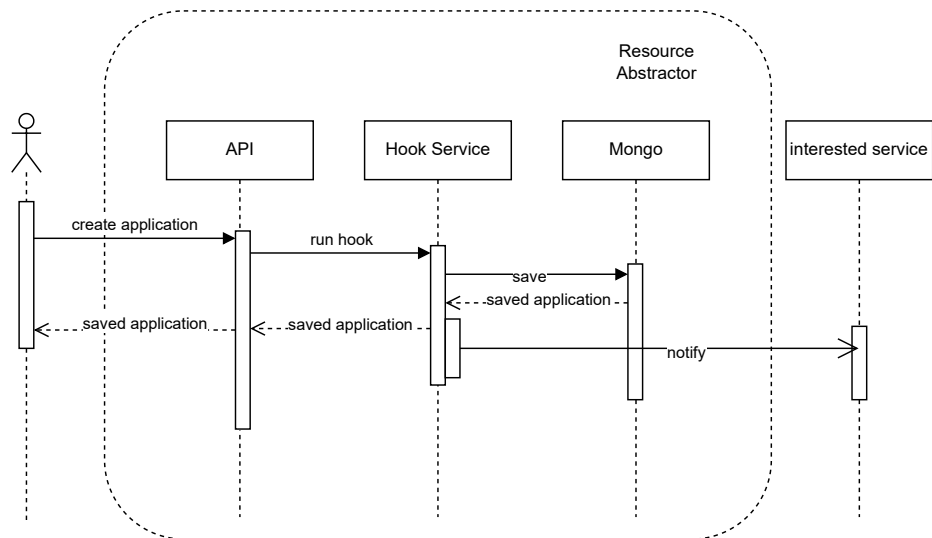 Resource
Abstractor
API
Hook Service
Mongo
interested service
create application
run hook
save
saved application
saved application
saved application
notify